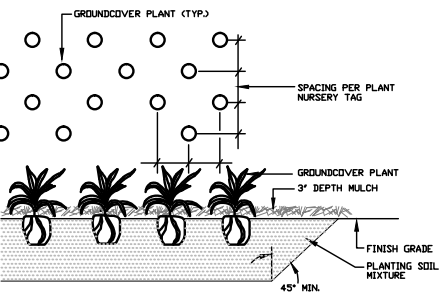 GROUNDCOVER PLANT (TYP.)
SPACING PER PLANT
NURSERY TAG
GROUNDCOVER PLANT
3" DEPTH MULCH
FINISH GRADE
PLANTING SOIL
MIXTURE
45° MIN.